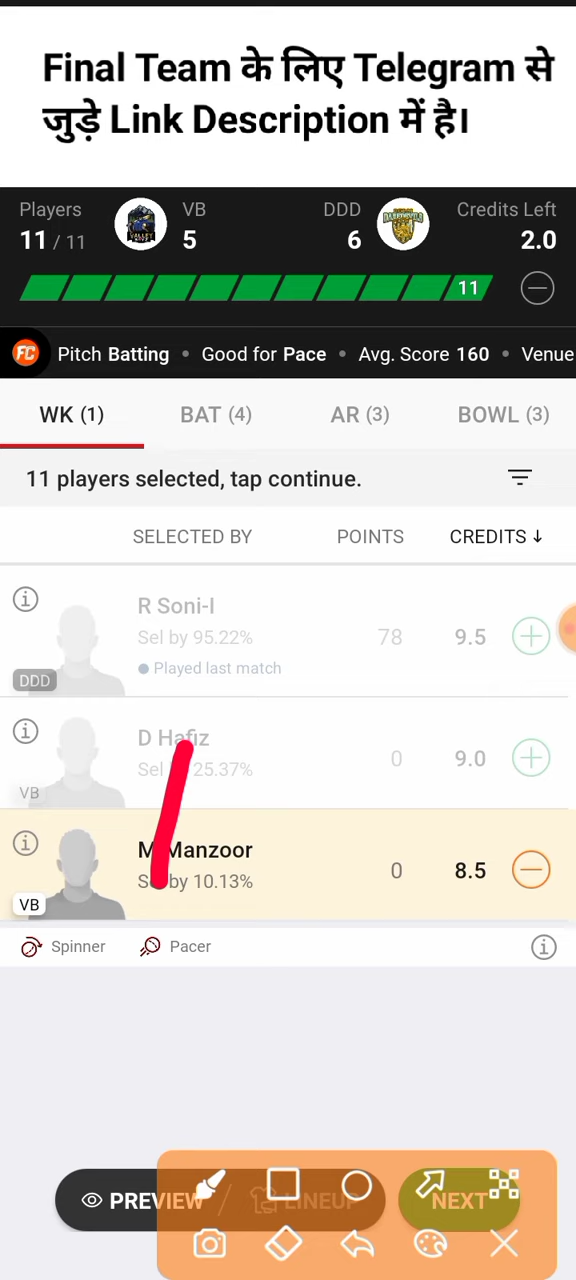 Final Team के लिए Telegram से
जुड़े Link Description में है।
Players VB DDD Credits Left
11 / 11 5 6 2.0
11
FC Pitch Batting • Good for Pace • Avg. Score 160 • Venue
WK (1) BAT (4) AR (3) BOWL (3)
11 players selected, tap continue.
SELECTED BY POINTS CREDITS ↓
R Soni-I
Sel by 95.22% 78 9.5
Played last match
DDD
D Hafiz
Sel 25.37% 0 9.0
VB
M Manzoor
Sel by 10.13% 0 8.5
VB
Spinner Pacer
PREVIEW / LINEUP NEXT